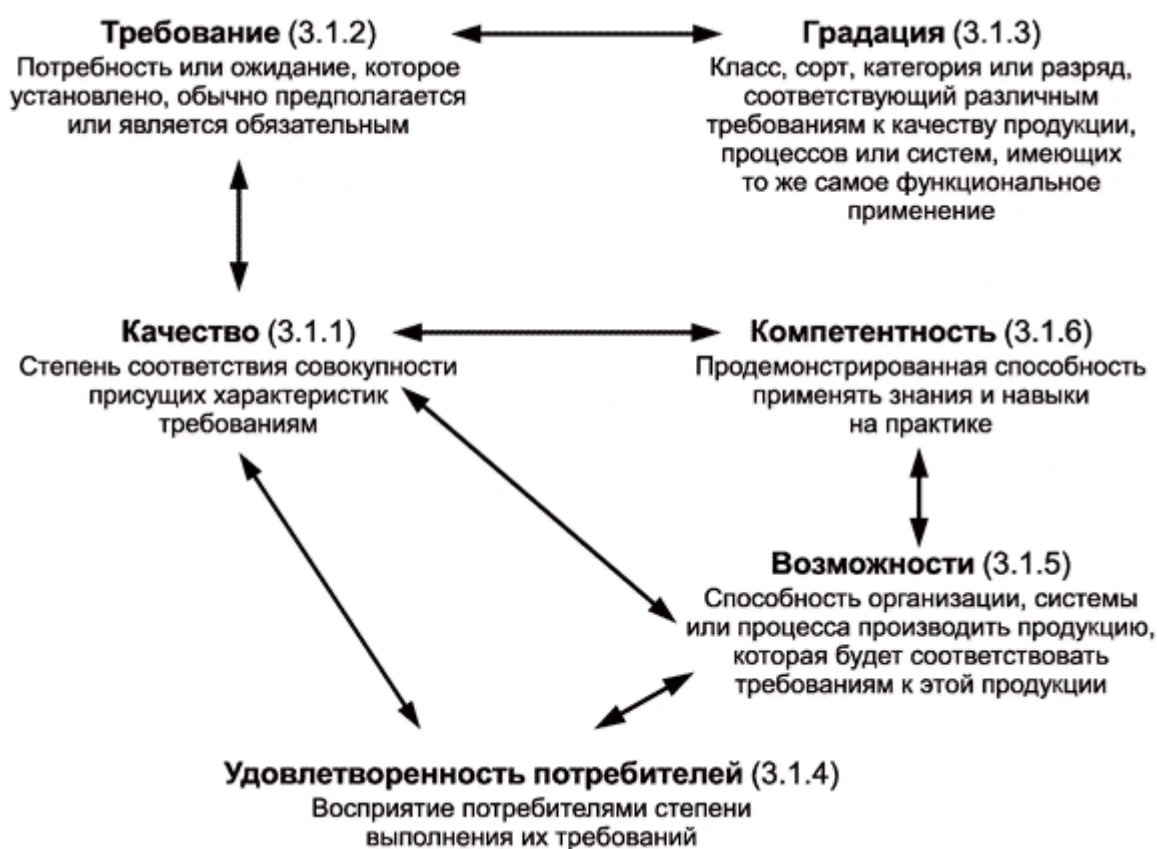 Требование (3.1.2)
Потребность или ожидание, которое
установлено, обычно предполагается
или является обязательным
Градация (3.1.3)
Класс, сорт, категория или разряд,
соответствующий различным
требованиям к качеству продукции,
процессов или систем, имеющих
то же самое функциональное
применение
Качество (3.1.1)
Степень соответствия совокупности
присущих характеристик
требованиям
Компетентность (3.1.6)
Продемонстрированная способность
применять знания и навыки
на практике
Возможности (3.1.5)
Способность организации, системы
или процесса производить продукцию,
которая будет соответствовать
требованиям к этой продукции
Удовлетворенность потребителей (3.1.4)
Восприятие потребителями степени
выполнения их требований